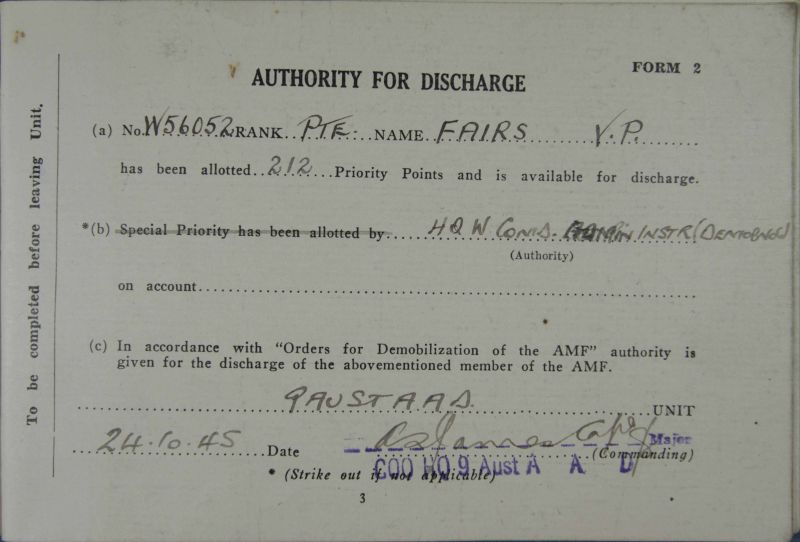 FORM 2
AUTHORITY FOR DISCHARGE
(a) No. W56052 RANK PTE. NAME FAIRS V.P.
has been allotted 212 Priority Points and is available for discharge.
*(b) Special Priority has been allotted by HQ W Comd. INSTR
(Authority)
on account
(c) In accordance with "Orders for Demobilization of the AMF" authority is
given for the discharge of the abovementioned member of the AMF.
9 AUST A A D UNIT
24.10.45 Date Major
(Commanding)
COO HQ 9 Aust A A D
* (Strike out if not applicable)
3
To be completed before leaving Unit.